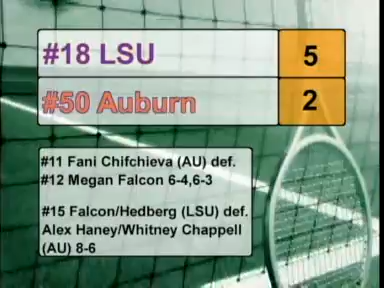 #18 LSU 5
#50 Auburn 2
#11 Fani Chifchieva (AU) def.
#12 Megan Falcon 6-4,6-3
#15 Falcon/Hedberg (LSU) def.
Alex Haney/Whitney Chappell
(AU) 8-6